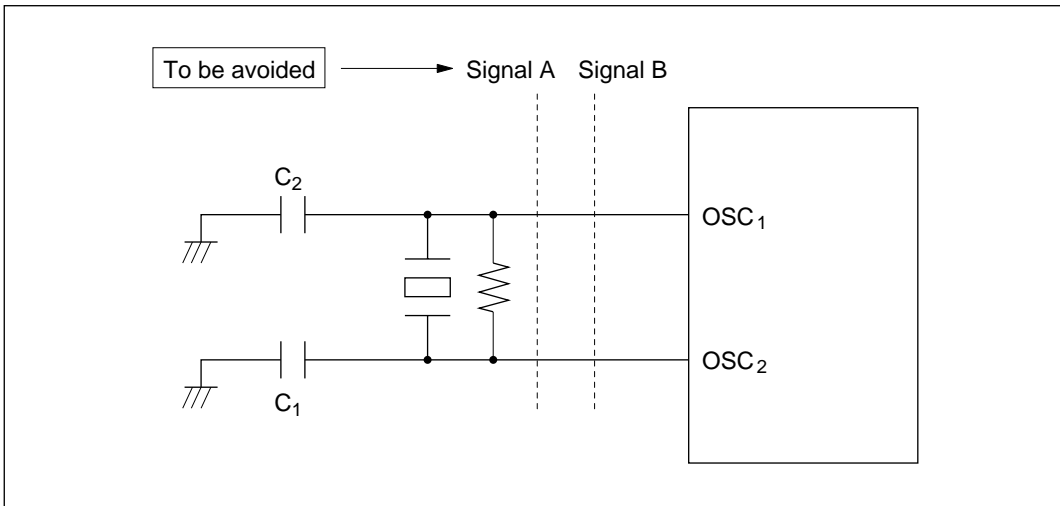 To be avoided
Signal A
Signal B
C2
OSC1
OSC2
C1